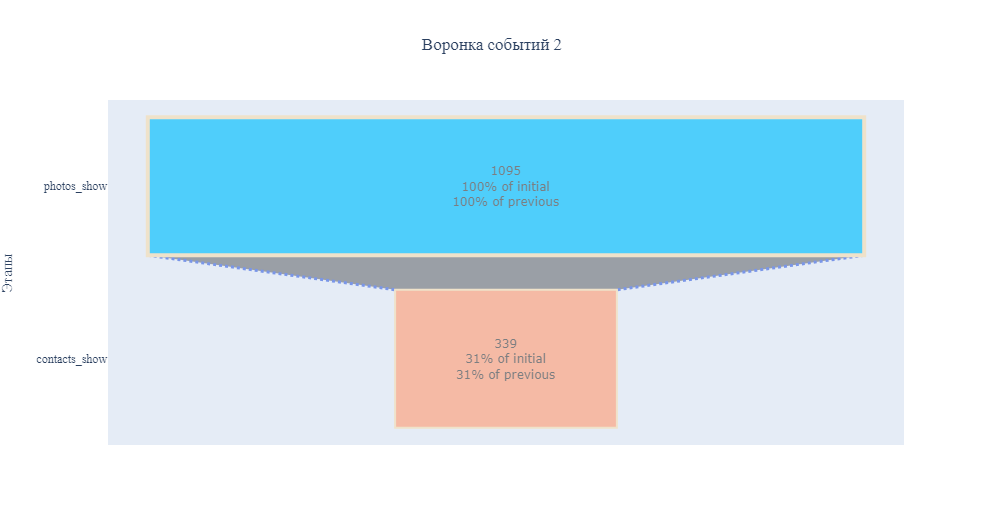 Воронка событий 2
photos_show
1095
100% of initial
100% of previous
Этапы
contacts_show
339
31% of initial
31% of previous